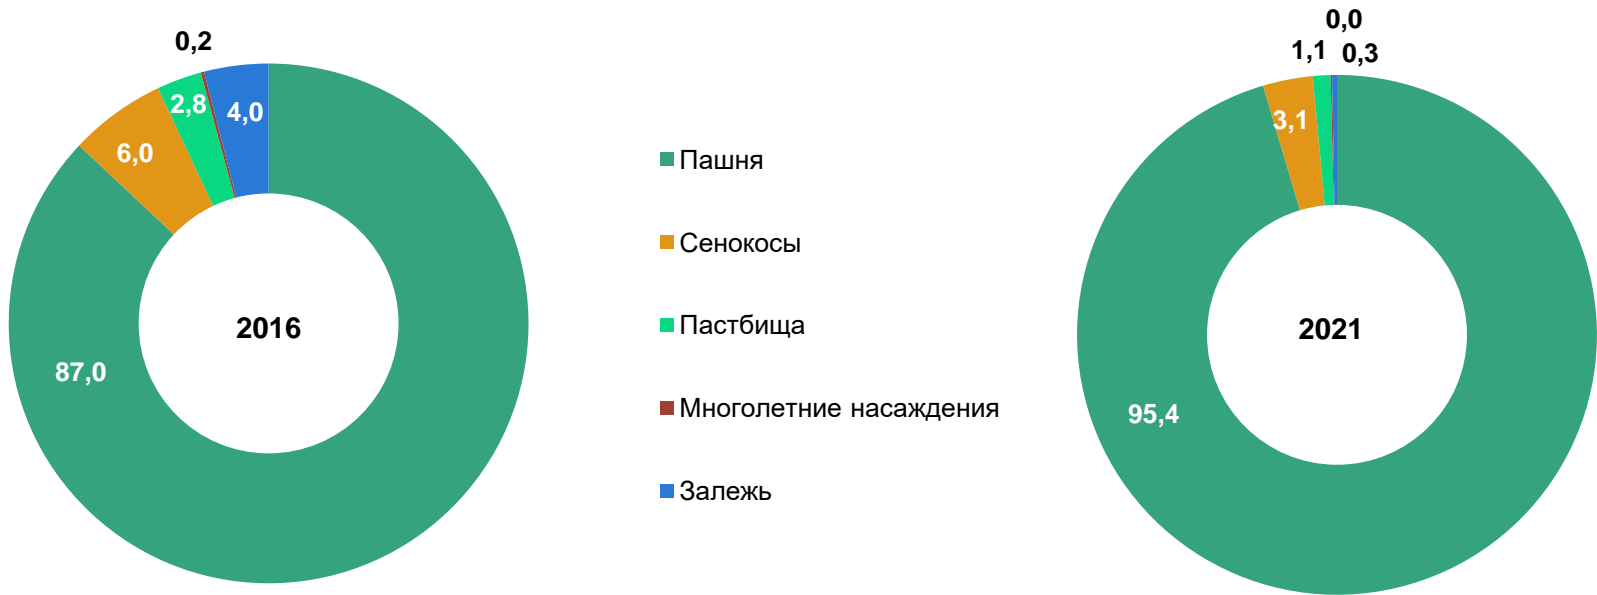 0,2
2,8
4,0
6,0
2016
87,0
Пашня
Сенокосы
Пастбища
Многолетние насаждения
Залежь
0,0
1,1
0,3
3,1
2021
95,4